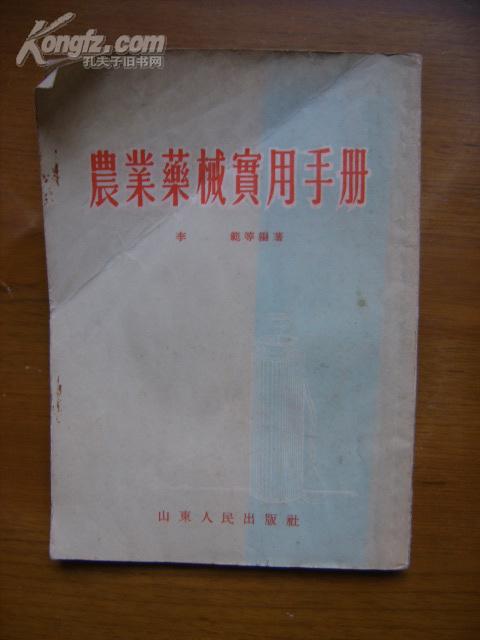 Kongfz.com
孔夫子旧书网
農業藥械實用手册
李 範等編著
山東人民出版社